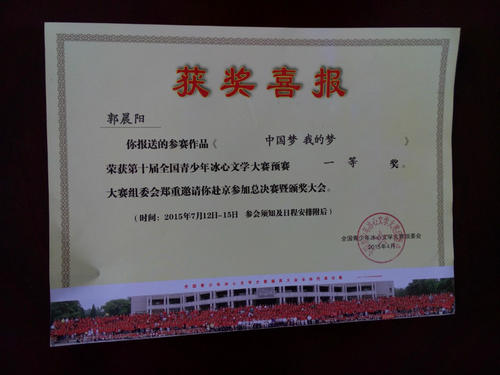 获奖喜报
郭晨阳
你报送的参赛作品《 中国梦 我的梦 》
荣获第十届全国青少年冰心文学大赛预赛 一 等 奖。
大赛组委会郑重邀请你赴京参加总决赛暨颁奖大会。
(时间：2015年7月12日-15日 参会须知及日程安排附后)
全国青少年冰心文学大赛组委会
2015年4月